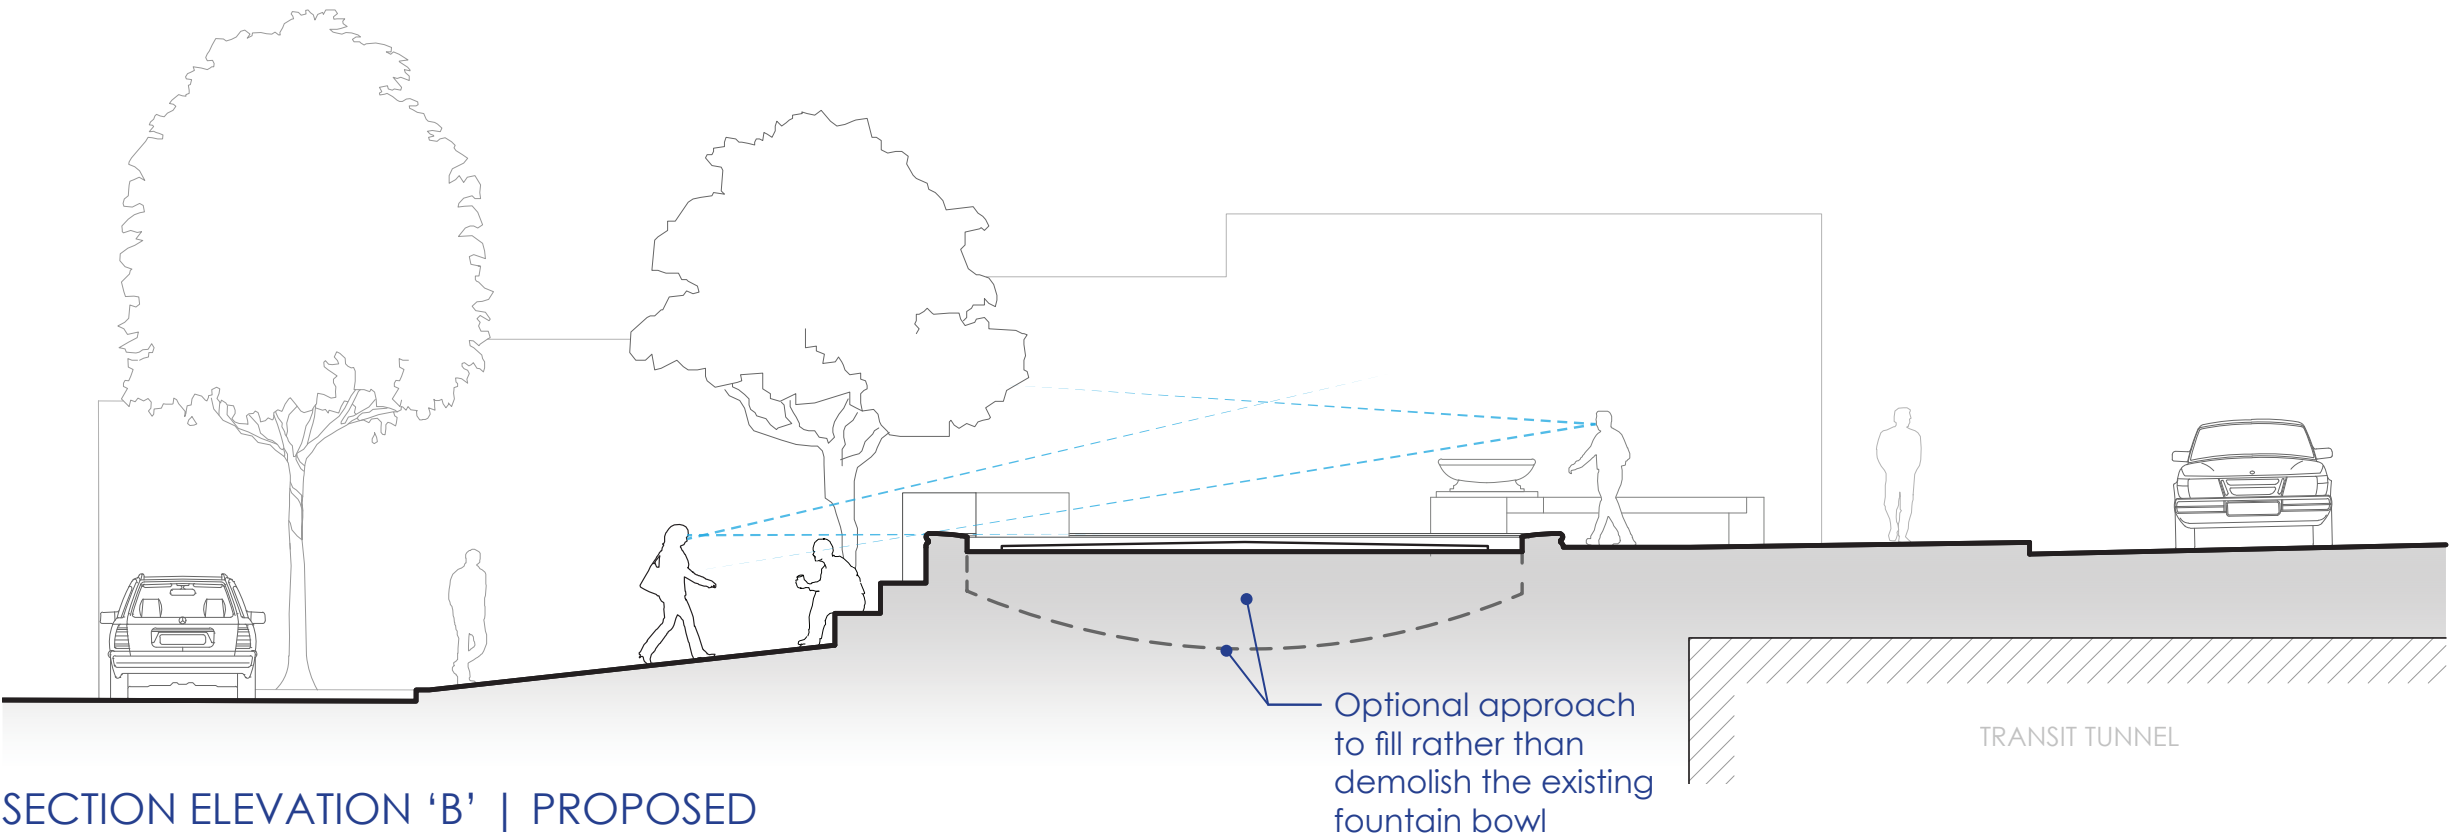 Optional approach
to fill rather than
demolish the existing
fountain bowl
TRANSIT TUNNEL
SECTION ELEVATION ‘B’ | PROPOSED